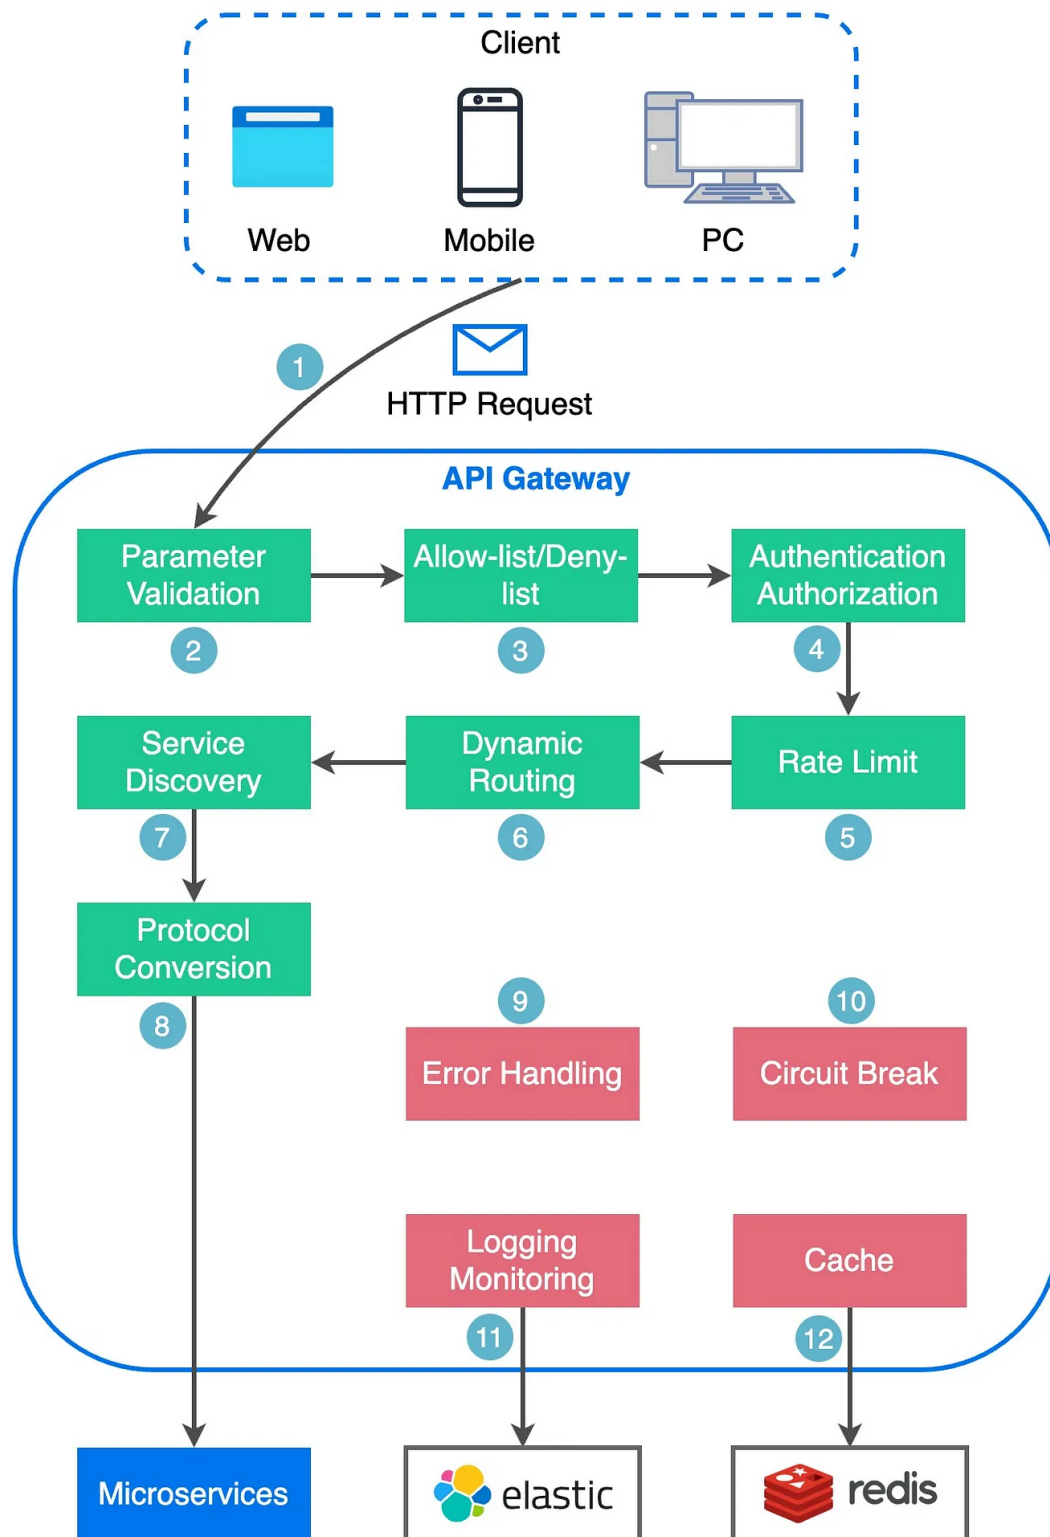 Client
Web
Mobile
PC
1
HTTP Request
API Gateway
Parameter
Validation
Allow-list/Deny-
list
Authentication
Authorization
2
3
4
Service
Discovery
Dynamic
Routing
Rate Limit
7
6
5
Protocol
Conversion
8
9
10
Error Handling
Circuit Break
Logging
Monitoring
Cache
11
12
Microservices
elastic
redis